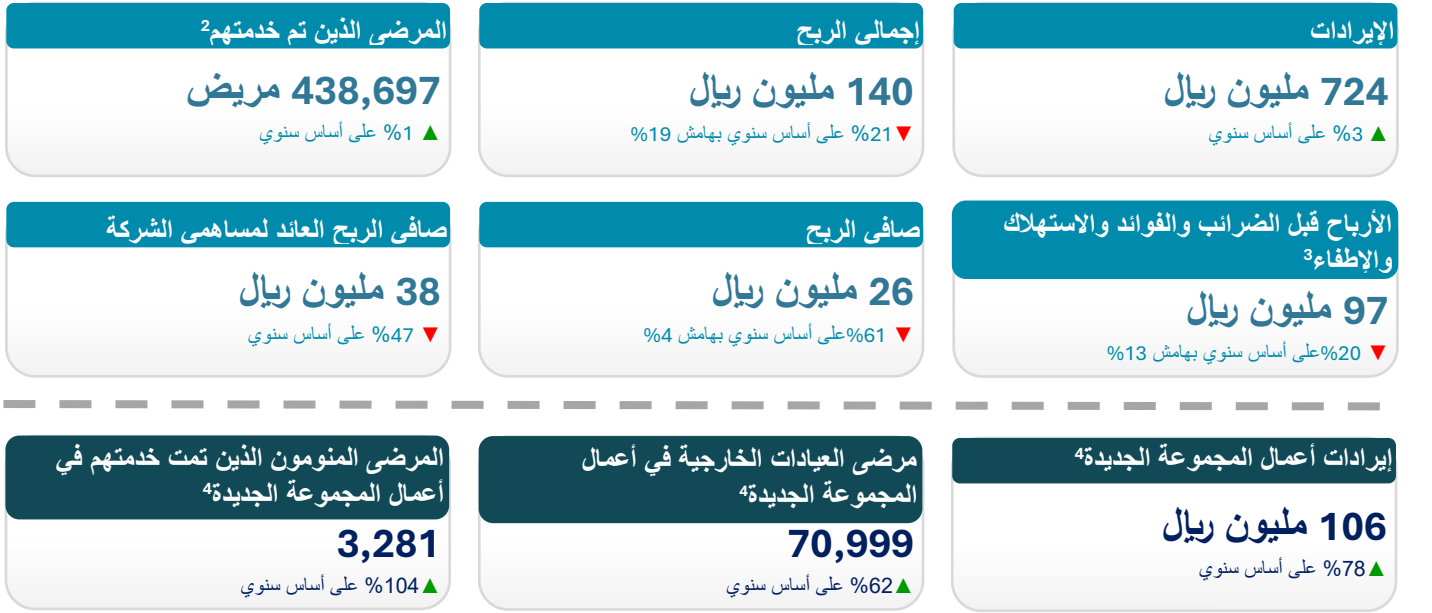 الإيرادات
724 مليون ريال
▲ 3% على أساس سنوي
إجمالي الربح
140 مليون ريال
▼21% على أساس سنوي بهامش 19%
المرضى الذين تم خدمتهم²
438,697 مريض
▲ 1% على أساس سنوي
الأرباح قبل الضرائب والفوائد والاستهلاك
والإطفاء³
97 مليون ريال
▼ 20%على أساس سنوي بهامش 13%
صافي الربح
26 مليون ريال
▼ 61%على أساس سنوي بهامش 4%
صافي الربح العائد لمساهمي الشركة
38 مليون ريال
▼ 47% على أساس سنوي
إيرادات أعمال المجموعة الجديدة⁴
106 مليون ريال
▲78% على أساس سنوي
مرضى العيادات الخارجية في أعمال
المجموعة الجديدة⁴
70,999
▲62% على أساس سنوي
المرضى المنومون الذين تمت خدمتهم في
أعمال المجموعة الجديدة⁴
3,281
▲104% على أساس سنوي